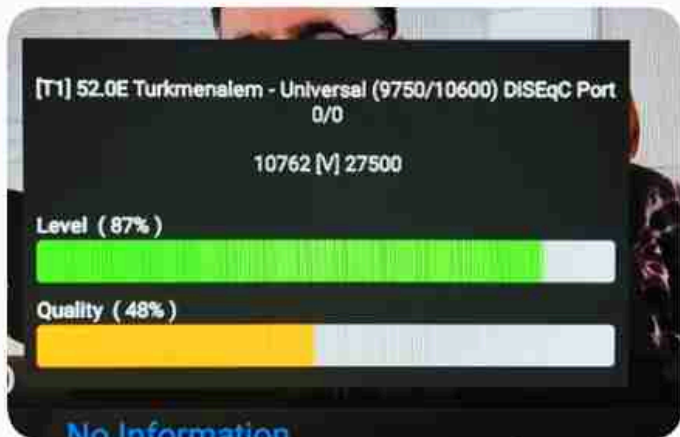 [T1] 52.0E Turkmenalem - Universal (9750/10600) DiSEqC Port
0/0
10762 [V] 27500
Level ( 87% )
Quality ( 48% )
No Information